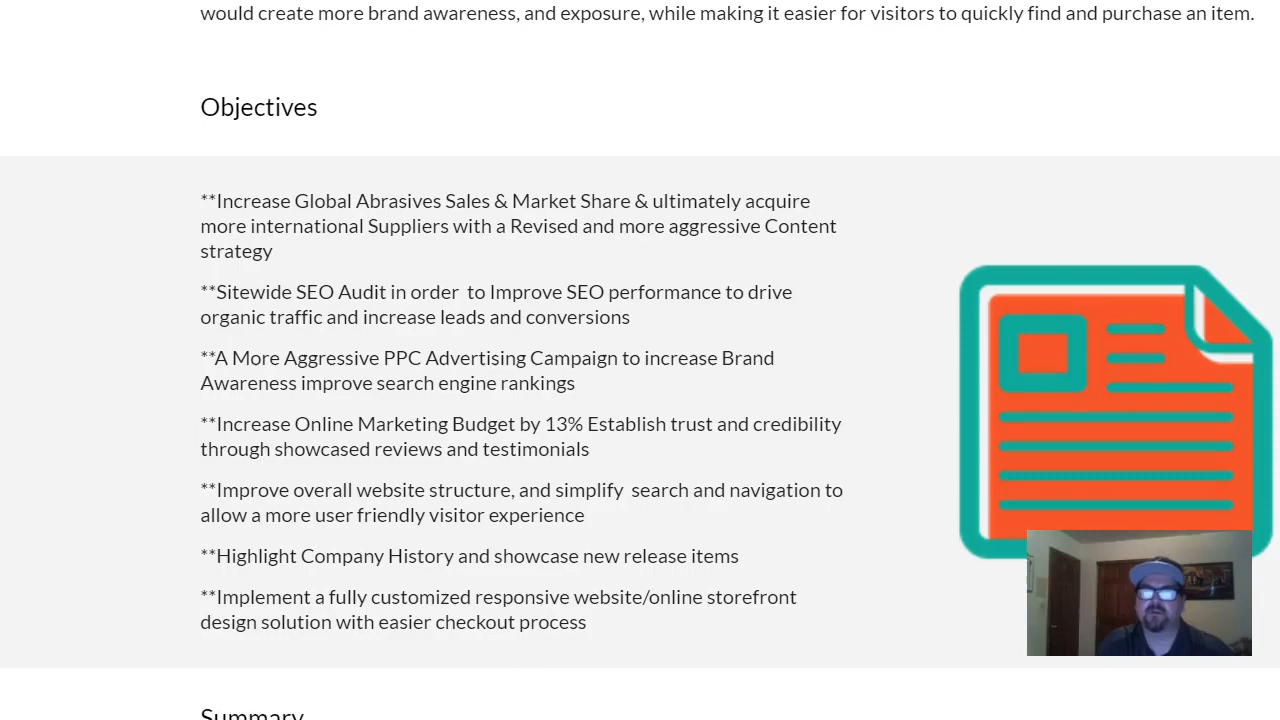 would create more brand awareness, and exposure, while making it easier for visitors to quickly find and purchase an item.
Objectives
**Increase Global Abrasives Sales & Market Share & ultimately acquire
more international Suppliers with a Revised and more aggressive Content
strategy
**Sitewide SEO Audit in order  to Improve SEO performance to drive
organic traffic and increase leads and conversions
**A More Aggressive PPC Advertising Campaign to increase Brand
Awareness improve search engine rankings
**Increase Online Marketing Budget by 13% Establish trust and credibility
through showcased reviews and testimonials
**Improve overall website structure, and simplify  search and navigation to
allow a more user friendly visitor experience
**Highlight Company History and showcase new release items
**Implement a fully customized responsive website/online storefront
design solution with easier checkout process
Summary